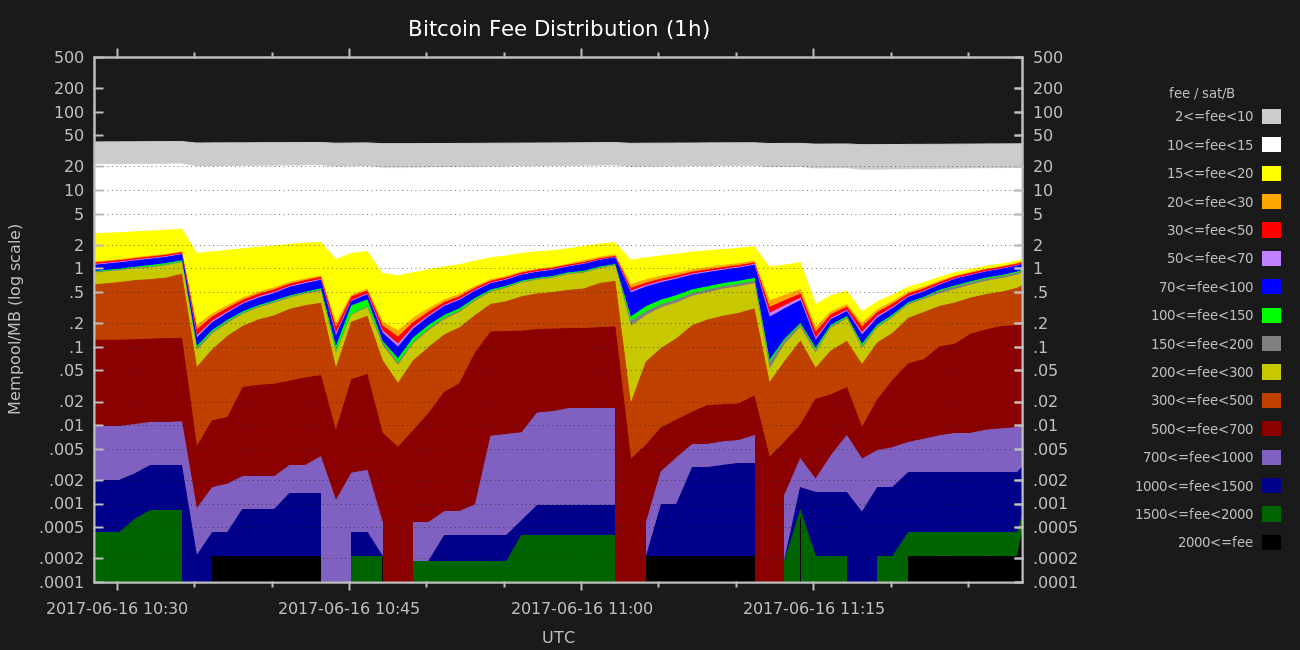 Bitcoin Fee Distribution (1h)
Mempool/MB (log scale)
500
200
100
50
20
10
5
2
1
.5
.2
.1
.05
.02
.01
.005
.002
.001
.0005
.0002
.0001
500
200
100
50
20
10
5
2
1
.5
.2
.1
.05
.02
.01
.005
.002
.001
.0005
.0002
.0001
2017-06-16 10:30
2017-06-16 10:45
2017-06-16 11:00
2017-06-16 11:15
UTC
fee / sat/B
2<=fee<10
10<=fee<15
15<=fee<20
20<=fee<30
30<=fee<50
50<=fee<70
70<=fee<100
100<=fee<150
150<=fee<200
200<=fee<300
300<=fee<500
500<=fee<700
700<=fee<1000
1000<=fee<1500
1500<=fee<2000
2000<=fee